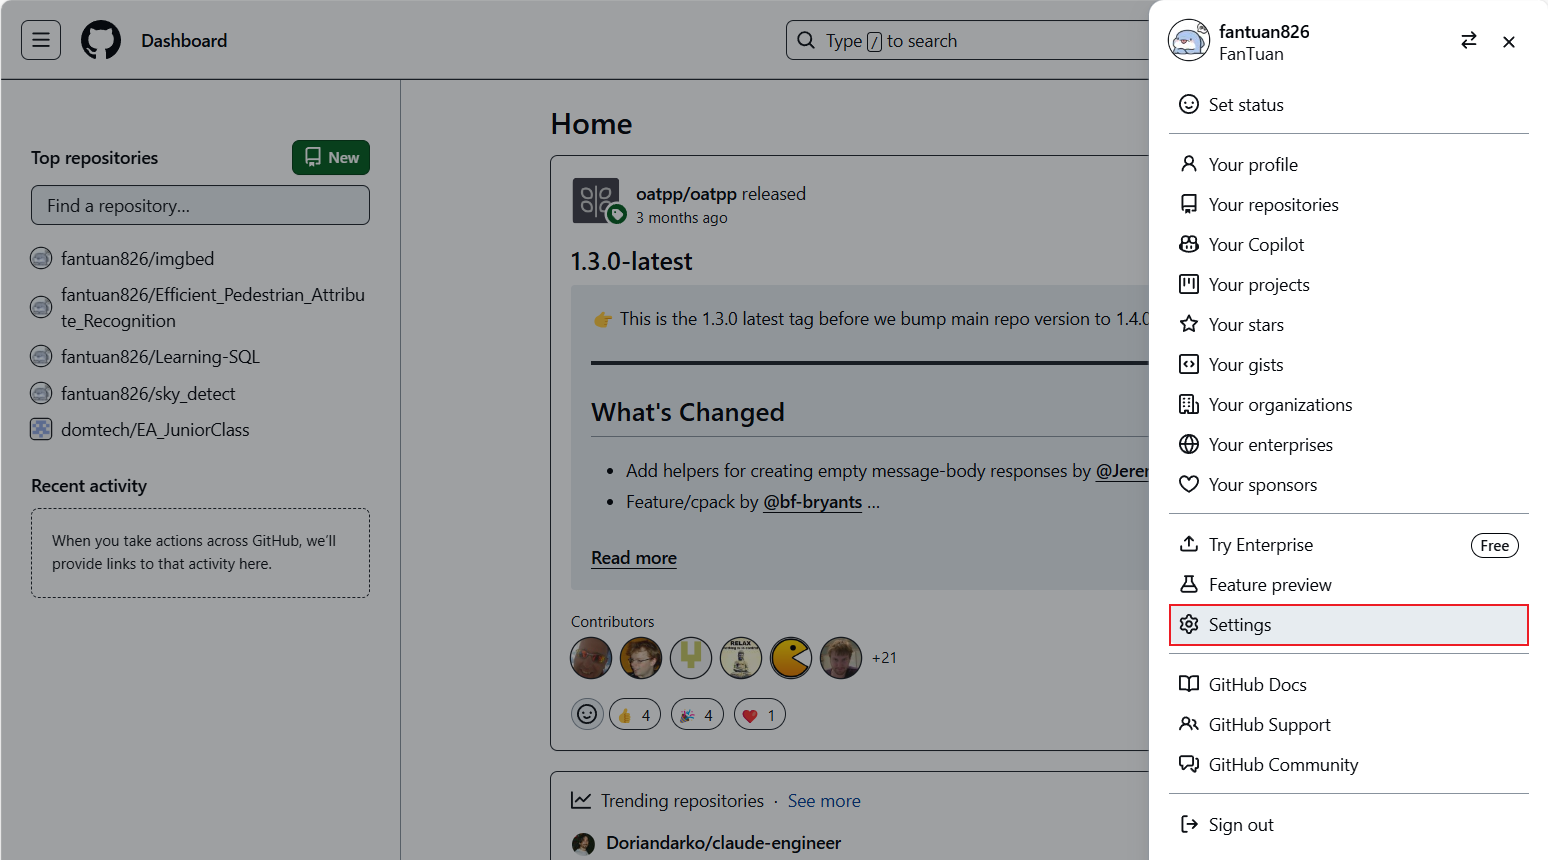 Dashboard
Type / to search
Top repositories
New
Find a repository...
fantuan826/imgbed
fantuan826/Efficient_Pedestrian_Attribu
te_Recognition
fantuan826/Learning-SQL
fantuan826/sky_detect
domtech/EA_JuniorClass
Recent activity
When you take actions across GitHub, we'll
provide links to that activity here.
Home
oatpp/oatpp released
3 months ago
1.3.0-latest
👉 This is the 1.3.0 latest tag before we bump main repo version to 1.4.0
What's Changed
• Add helpers for creating empty message-body responses by @Jerem
• Feature/cpack by @bf-bryants ...
Read more
Contributors
RELAX
+21
👍 4
🎉 4
❤️ 1
Trending repositories · See more
Doriandarko/claude-engineer
fantuan826
FanTuan
Set status
Your profile
Your repositories
Your Copilot
Your projects
Your stars
Your gists
Your organizations
Your enterprises
Your sponsors
Try Enterprise
Free
Feature preview
Settings
GitHub Docs
GitHub Support
GitHub Community
Sign out